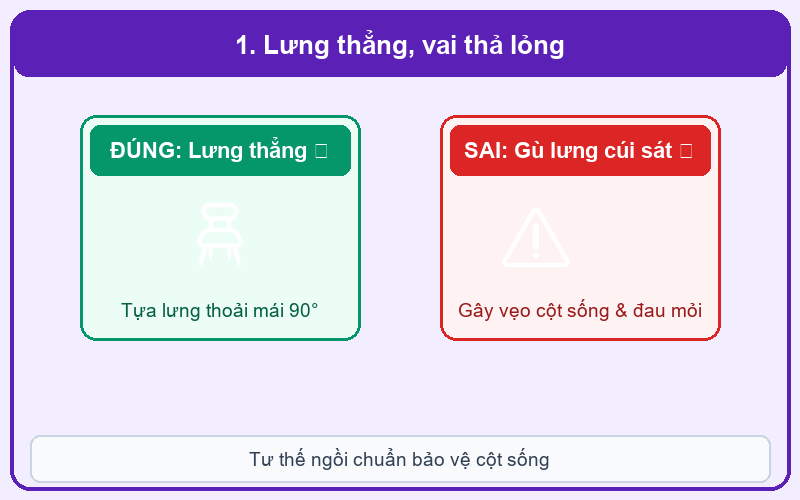 1. Lưng thẳng, vai thả lỏng
ĐÚNG: Lưng thẳng
SAI: Gù lưng cúi sát
Tựa lưng thoải mái 90°
Gây vẹo cột sống & đau mỏi
Tư thế ngồi chuẩn bảo vệ cột sống